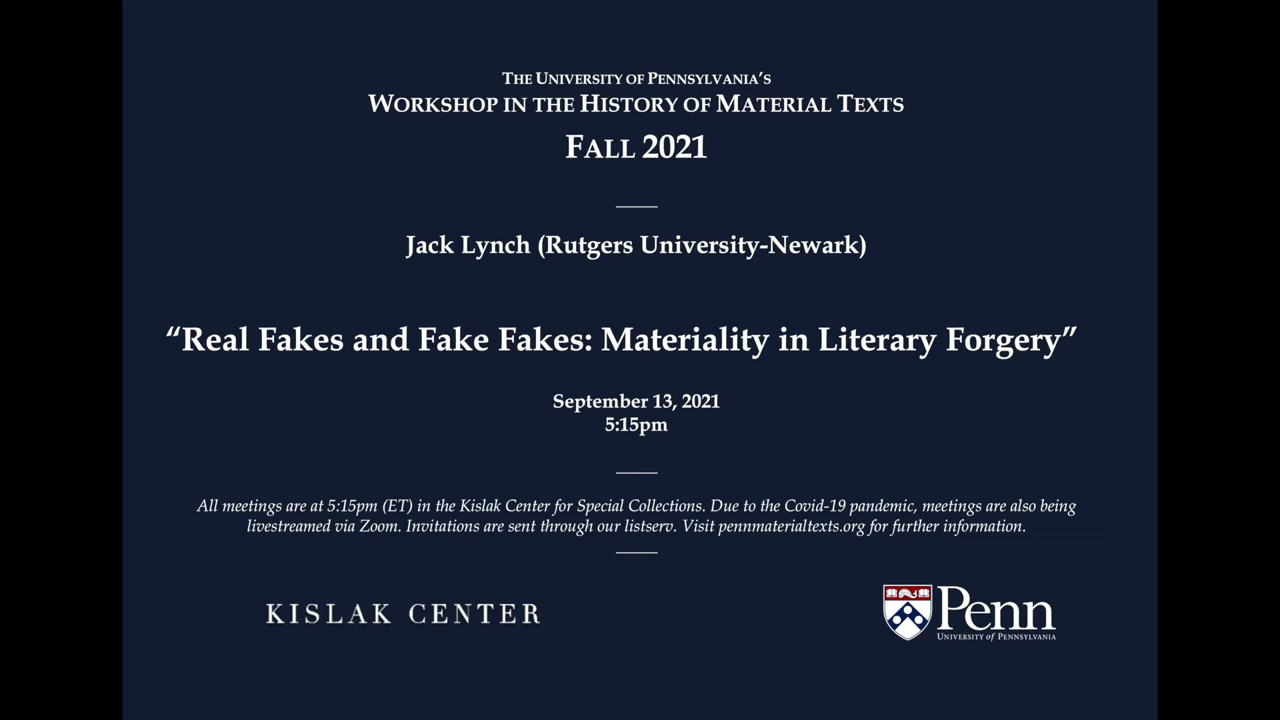 THE UNIVERSITY OF PENNSYLVANIA'S
WORKSHOP IN THE HISTORY OF MATERIAL TEXTS
FALL 2021
Jack Lynch (Rutgers University-Newark)
“Real Fakes and Fake Fakes: Materiality in Literary Forgery”
September 13, 2021
5:15pm
All meetings are at 5:15pm (ET) in the Kislak Center for Special Collections. Due to the Covid-19 pandemic, meetings are also being
livestreamed via Zoom. Invitations are sent through our listserv. Visit pennmaterialtexts.org for further information.
KISLAK CENTER
Penn
UNIVERSITY of PENNSYLVANIA